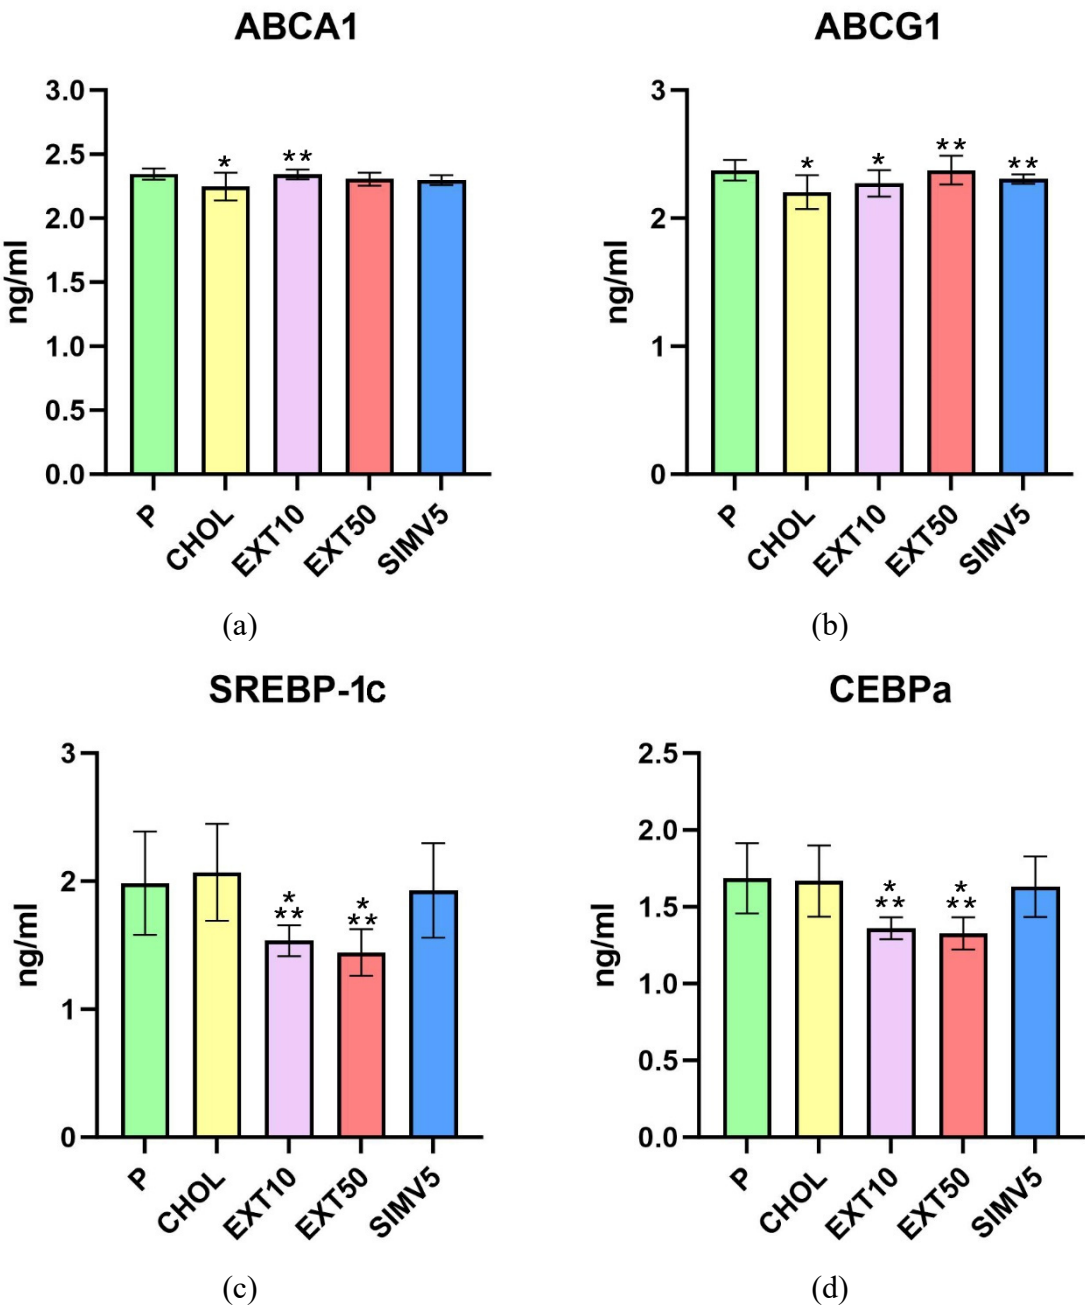 ABCA1
ng/ml
3.0
2.5
2.0
1.5
1.0
0.5
0.0
*
**
P
CHOL
EXT10
EXT50
SIMV5
(a)
ABCG1
ng/ml
3
2
1
0
*
*
**
**
P
CHOL
EXT10
EXT50
SIMV5
(b)
SREBP-1c
ng/ml
3
2
1
0
*
**
*
**
P
CHOL
EXT10
EXT50
SIMV5
(c)
CEBPa
ng/ml
2.5
2.0
1.5
1.0
0.5
0.0
*
**
*
**
P
CHOL
EXT10
EXT50
SIMV5
(d)